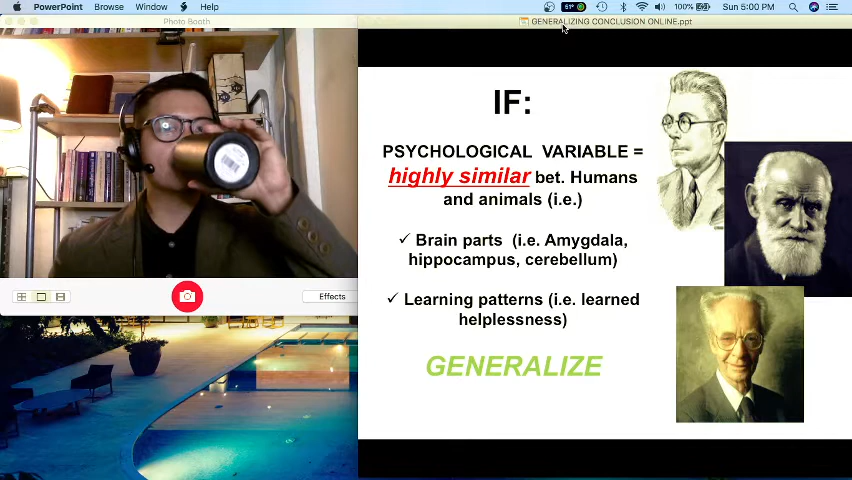 PowerPoint Browse Window Help
51° 100% Sun 5:00 PM
Photo Booth
GENERALIZING CONCLUSION ONLINE.ppt
IF:
PSYCHOLOGICAL VARIABLE =
highly similar bet. Humans
and animals (i.e.)
✓ Brain parts (i.e. Amygdala,
hippocampus, cerebellum)
✓ Learning patterns (i.e. learned
helplessness)
GENERALIZE
Effects